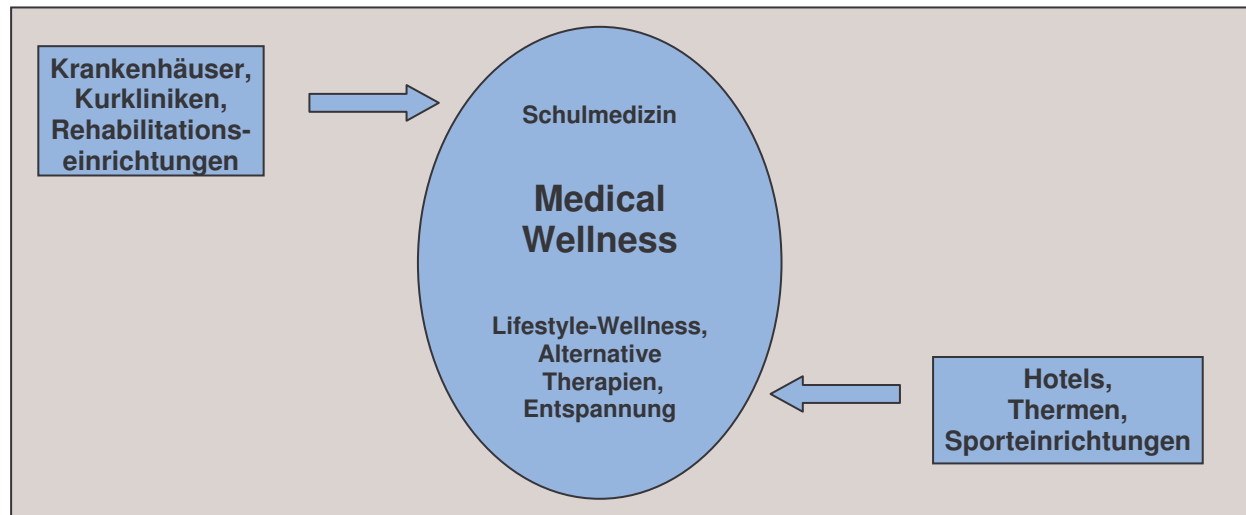 Krankenhäuser,
Kurkliniken,
Rehabilitations-
einrichtungen
Schulmedizin
Medical
Wellness
Lifestyle-Wellness,
Alternative
Therapien,
Entspannung
Hotels,
Thermen,
Sporteinrichtungen